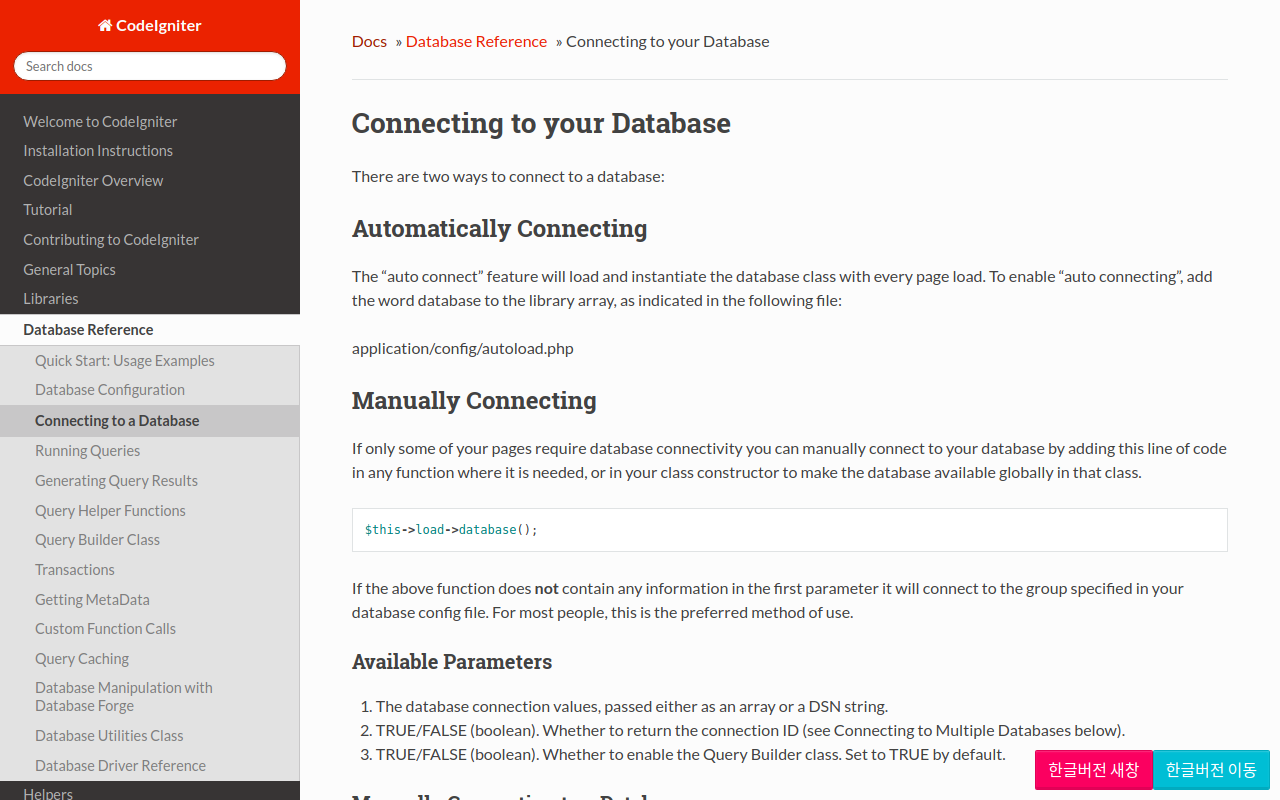 CodeIgniter
Search docs
Welcome to CodeIgniter
Installation Instructions
CodeIgniter Overview
Tutorial
Contributing to CodeIgniter
General Topics
Libraries
Database Reference
Quick Start: Usage Examples
Database Configuration
Connecting to a Database
Running Queries
Generating Query Results
Query Helper Functions
Query Builder Class
Transactions
Getting MetaData
Custom Function Calls
Query Caching
Database Manipulation with
Database Forge
Database Utilities Class
Database Driver Reference
Helpers
Docs » Database Reference » Connecting to your Database
Connecting to your Database
There are two ways to connect to a database:
Automatically Connecting
The “auto connect” feature will load and instantiate the database class with every page load. To enable “auto connecting”, add
the word database to the library array, as indicated in the following file:
application/config/autoload.php
Manually Connecting
If only some of your pages require database connectivity you can manually connect to your database by adding this line of code
in any function where it is needed, or in your class constructor to make the database available globally in that class.
$this->load->database();
If the above function does not contain any information in the first parameter it will connect to the group specified in your
database config file. For most people, this is the preferred method of use.
Available Parameters
1. The database connection values, passed either as an array or a DSN string.
2. TRUE/FALSE (boolean). Whether to return the connection ID (see Connecting to Multiple Databases below).
3. TRUE/FALSE (boolean). Whether to enable the Query Builder class. Set to TRUE by default.
한글버전 새창 한글버전 이동
Manually Connecting to a Database